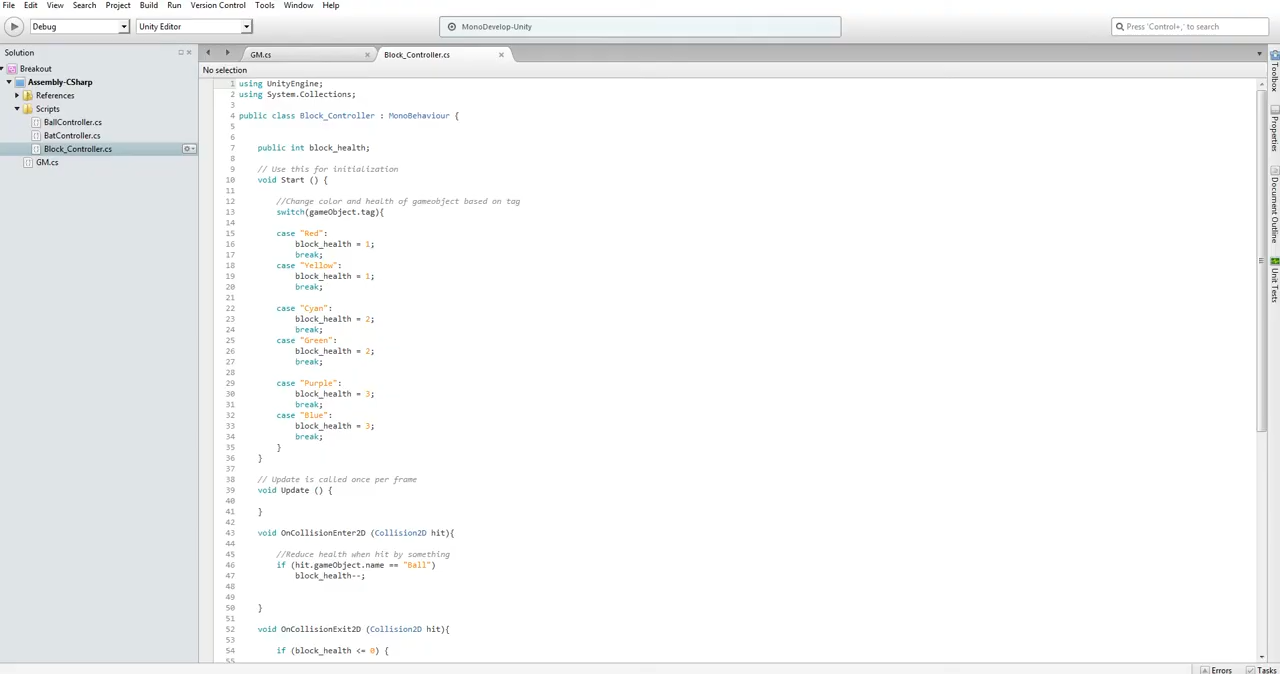 File Edit View Search Project Build Run Version Control Tools Window Help
Debug Unity Editor MonoDevelop-Unity Press 'Control+,' to search
Solution
GM.cs Block_Controller.cs
No selection
Breakout
Assembly-CSharp
References
Scripts
BallController.cs
BatController.cs
Block_Controller.cs
GM.cs
1 using UnityEngine;
2 using System.Collections;
3
4 public class Block_Controller : MonoBehaviour {
5
6
7 public int block_health;
8
9 // Use this for initialization
10 void Start () {
11
12 //Change color and health of gameobject based on tag
13 switch(gameObject.tag){
14
15 case "Red":
16 block_health = 1;
17 break;
18 case "Yellow":
19 block_health = 1;
20 break;
21
22 case "Cyan":
23 block_health = 2;
24 break;
25 case "Green":
26 block_health = 2;
27 break;
28
29 case "Purple":
30 block_health = 3;
31 break;
32 case "Blue":
33 block_health = 3;
34 break;
35 }
36 }
37
38 // Update is called once per frame
39 void Update () {
40
41 }
42
43 void OnCollisionEnter2D (Collision2D hit){
44
45 //Reduce health when hit by something
46 if (hit.gameObject.name == "Ball")
47 block_health--;
48
49
50 }
51
52 void OnCollisionExit2D (Collision2D hit){
53
54 if (block_health <= 0) {
55
Toolbox
Properties
Document Outline
Unit Tests
Errors Tasks